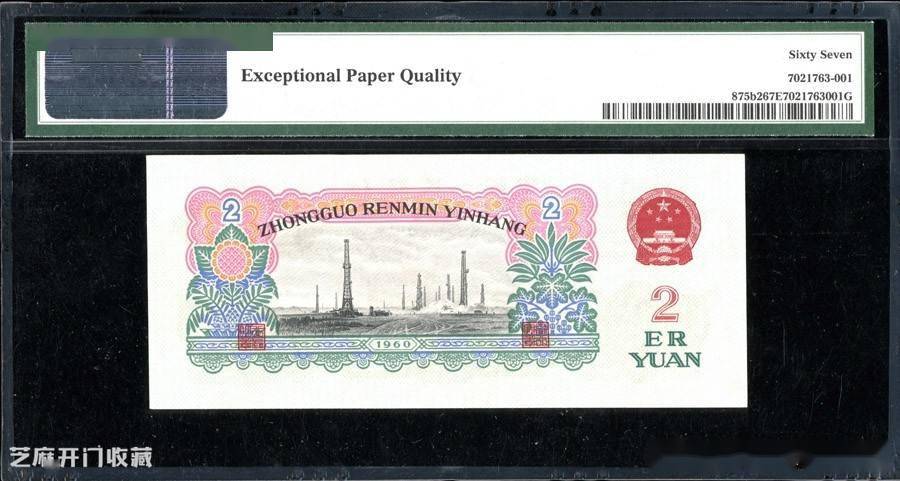 Sixty Seven
Exceptional Paper Quality
7021763-001
875b267E7021763001G
2
2
ZHONGGUO RENMIN YINHANG
2
ER
YUAN
1960
芝麻开门收藏